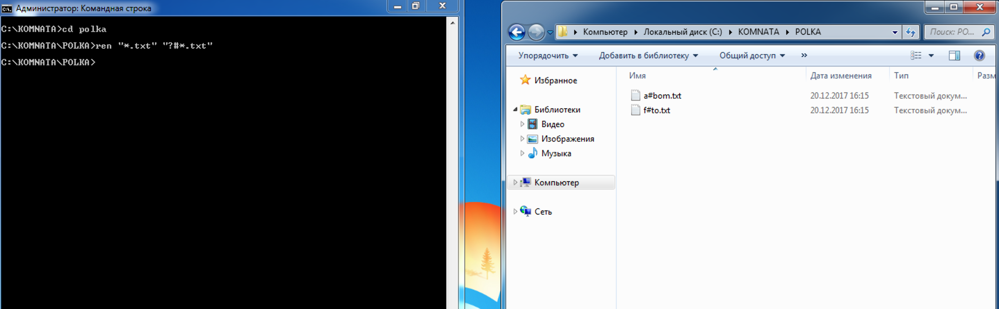 Администратор: Командная строка
C:\KOMNATA>cd polka
C:\KOMNATA\POLKA>ren "*.txt" "?#*.txt"
C:\KOMNATA\POLKA>
Компьютер Локальный диск (C:) KOMNATA POLKA
Поиск: PO...
Упорядочить Добавить в библиотеку Общий доступ »
Имя Дата изменения Тип Разм
a#bom.txt 20.12.2017 16:15 Текстовый докум...
f#to.txt 20.12.2017 16:15 Текстовый докум...
Избранное
Библиотеки
Видео
Изображения
Музыка
Компьютер
Сеть